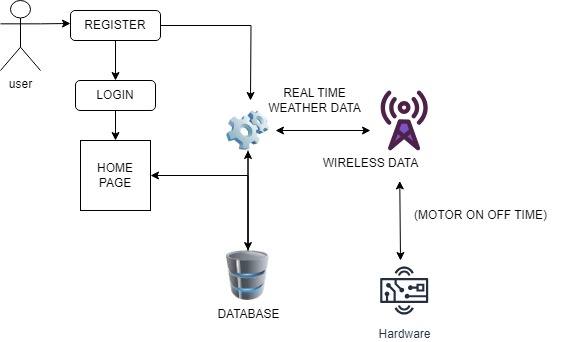 REGISTER
user
LOGIN
REAL TIME
WEATHER DATA
HOME
PAGE
WIRELESS DATA
(MOTOR ON OFF TIME)
DATABASE
Hardware